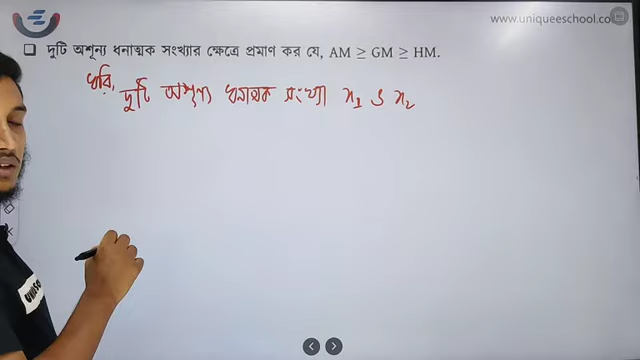 www.uniqueeschool.co
❑ দুটি অশূন্য ধনাত্মক সংখ্যার ক্ষেত্রে প্রমাণ কর যে, AM ≥ GM ≥ HM.
ধরি, দুটি অশূন্য ধনাত্মক সংখ্যা x₁ ও x₂